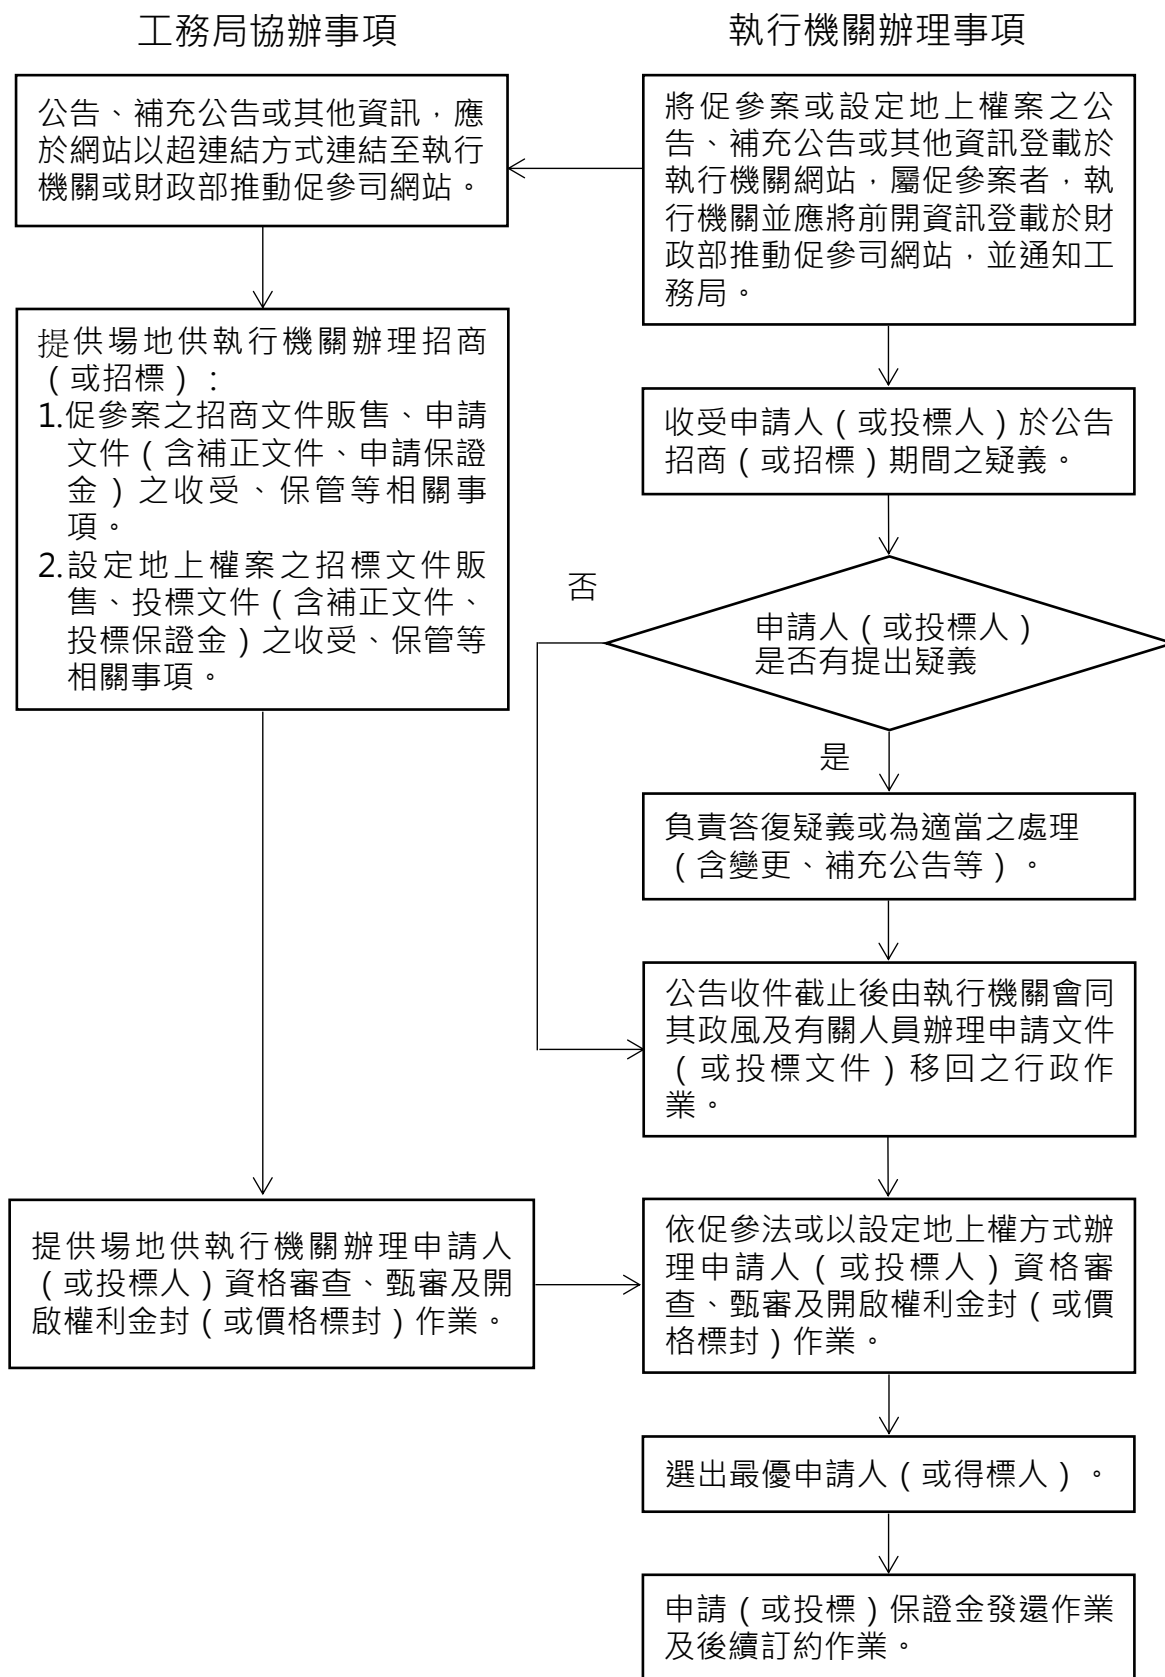 工務局協辦事項
執行機關辦理事項
公告、補充公告或其他資訊，應
於網站以超連結方式連結至執行
機關或財政部推動促參司網站。
將促參案或設定地上權案之公
告、補充公告或其他資訊登載於
執行機關網站，屬促參案者，執
行機關並應將前開資訊登載於財
政部推動促參司網站，並通知工
務局。
提供場地供執行機關辦理招商
（或招標）：
1.促參案之招商文件販售、申請
文件（含補正文件、申請保證
金）之收受、保管等相關事
項。
2.設定地上權案之招標文件販
售、投標文件（含補正文件、
投標保證金）之收受、保管等
相關事項。
收受申請人（或投標人）於公告
招商（或招標）期間之疑義。
否
申請人（或投標人）
是否有提出疑義
是
負責答復疑義或為適當之處理
（含變更、補充公告等）。
公告收件截止後由執行機關會同
其政風及有關人員辦理申請文件
（或投標文件）移回之行政作
業。
提供場地供執行機關辦理申請人
（或投標人）資格審查、甄審及開
啟權利金封（或價格標封）作業。
依促參法或以設定地上權方式辦
理申請人（或投標人）資格審
查、甄審及開啟權利金封（或價
格標封）作業。
選出最優申請人（或得標人）。
申請（或投標）保證金發還作業
及後續訂約作業。